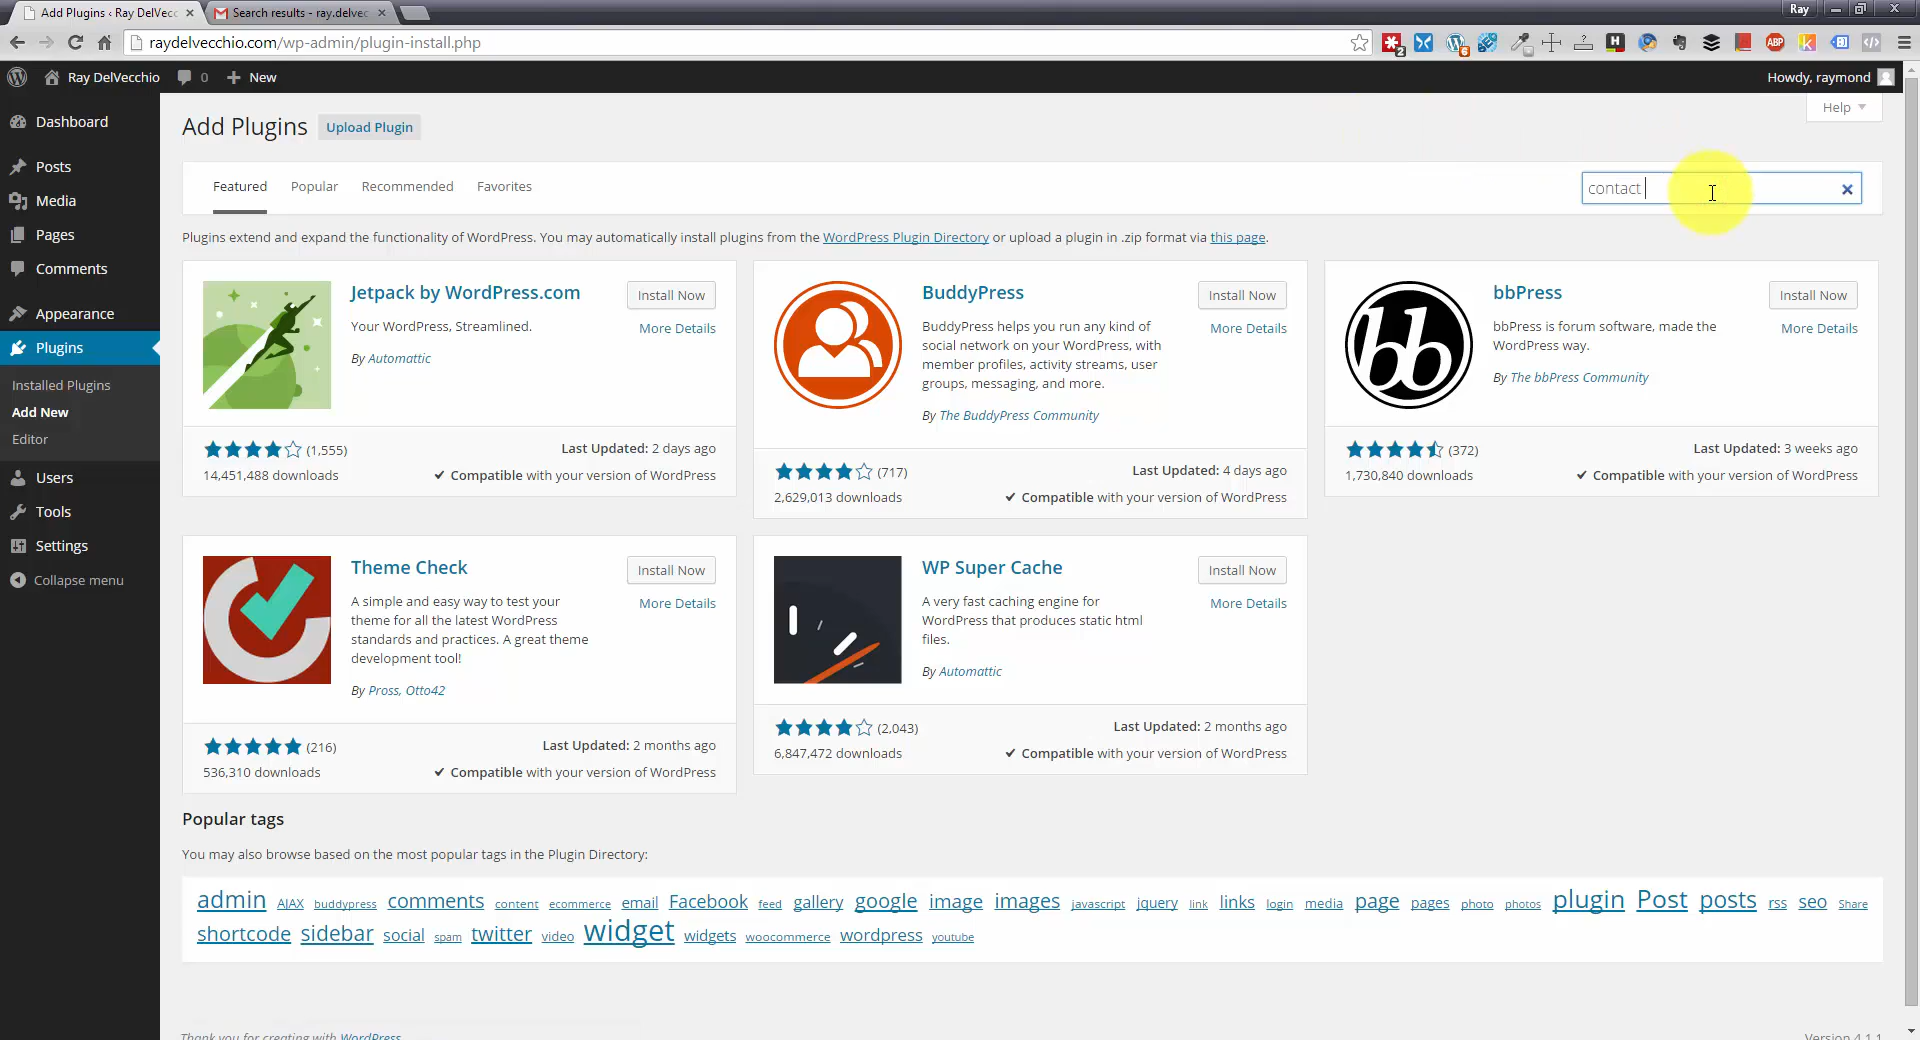 Add Plugins ‹ Ray DelVecc
Search results - ray.delvec
Ray
raydelvecchio.com/wp-admin/plugin-install.php
2
6
H
ABP
Ray DelVecchio
0
New
Howdy, raymond
Help
Dashboard
Posts
Media
Pages
Comments
Appearance
Plugins
Installed Plugins
Add New
Editor
Users
Tools
Settings
Collapse menu
Add Plugins
Upload Plugin
Featured
Popular
Recommended
Favorites
contact
Plugins extend and expand the functionality of WordPress. You may automatically install plugins from the WordPress Plugin Directory or upload a plugin in .zip format via this page.
Jetpack by WordPress.com
Install Now
Your WordPress, Streamlined.
More Details
By Automattic
(1,555)
Last Updated: 2 days ago
14,451,488 downloads
✔ Compatible with your version of WordPress
BuddyPress
Install Now
BuddyPress helps you run any kind of
More Details
social network on your WordPress, with
member profiles, activity streams, user
groups, messaging, and more.
By The BuddyPress Community
(717)
Last Updated: 4 days ago
2,629,013 downloads
✔ Compatible with your version of WordPress
bb
bbPress
Install Now
bbPress is forum software, made the
More Details
WordPress way.
By The bbPress Community
(372)
Last Updated: 3 weeks ago
1,730,840 downloads
✔ Compatible with your version of WordPress
Theme Check
Install Now
A simple and easy way to test your
More Details
theme for all the latest WordPress
standards and practices. A great theme
development tool!
By Pross, Otto42
(216)
Last Updated: 2 months ago
536,310 downloads
✔ Compatible with your version of WordPress
WP Super Cache
Install Now
A very fast caching engine for
More Details
WordPress that produces static html
files.
By Automattic
(2,043)
Last Updated: 2 months ago
6,847,472 downloads
✔ Compatible with your version of WordPress
Popular tags
You may also browse based on the most popular tags in the Plugin Directory:
admin AJAX buddypress comments content ecommerce email Facebook feed gallery google image images javascript jquery link links login media page pages photo photos plugin Post posts rss seo Share
shortcode sidebar social spam twitter video widget widgets woocommerce wordpress youtube
Thank you for creating with WordPress.
Version 4.1.1